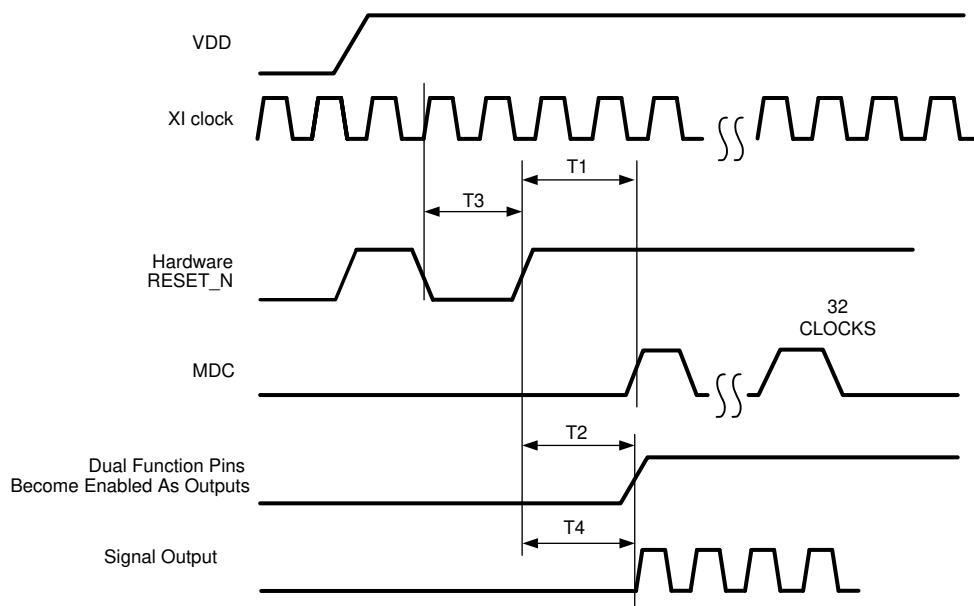 VDD
XI clock
T1
T3
Hardware
RESET_N
32
CLOCKS
MDC
T2
Dual Function Pins
Become Enabled As Outputs
T4
Signal Output